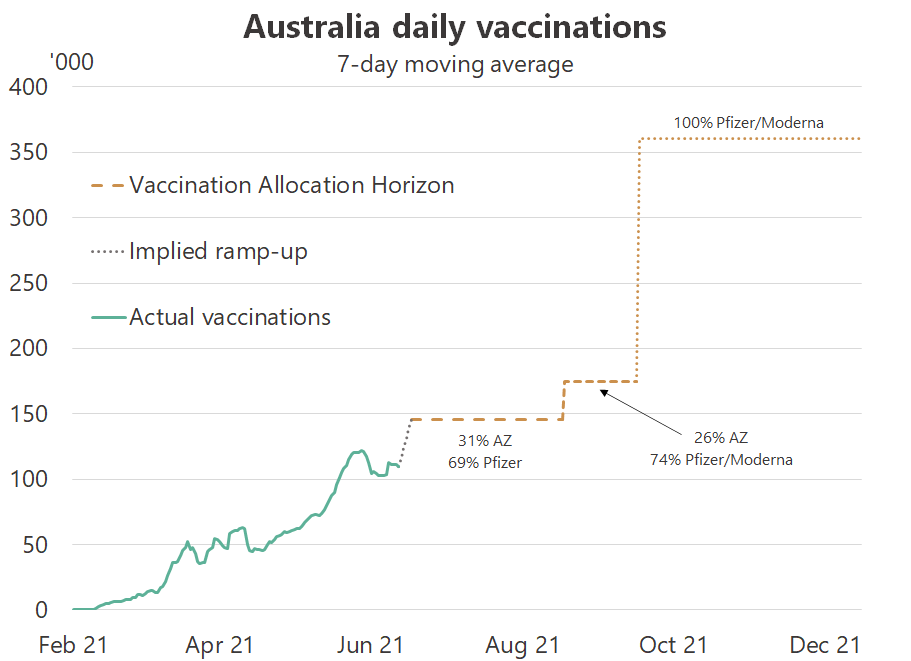 Australia daily vaccinations
'000
7-day moving average
400
100% Pfizer/Moderna
350
Vaccination Allocation Horizon
300
Implied ramp-up
250
Actual vaccinations
200
150
31% AZ
69% Pfizer
26% AZ
74% Pfizer/Moderna
100
50
0
Feb 21 Apr 21 Jun 21 Aug 21 Oct 21 Dec 21